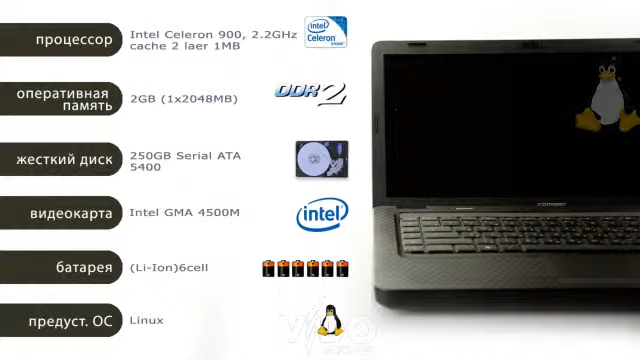 процессор
Intel Celeron 900, 2.2GHz
cache 2 laer 1MB
intel
Celeron
inside
оперативная
память
2GB (1x2048MB)
DDR2
жесткий диск
250GB Serial ATA
5400
видеокарта
Intel GMA 4500M
intel
батарея
(Li-Ion)6cell
предуст. ОС
Linux
COMPAQ